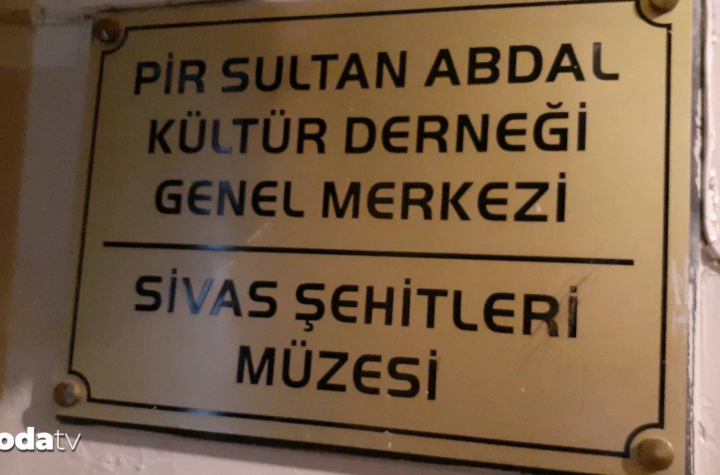 PİR SULTAN ABDAL
KÜLTÜR DERNEĞİ
GENEL MERKEZİ
SİVAS ŞEHİTLERİ
MÜZESİ
odatv